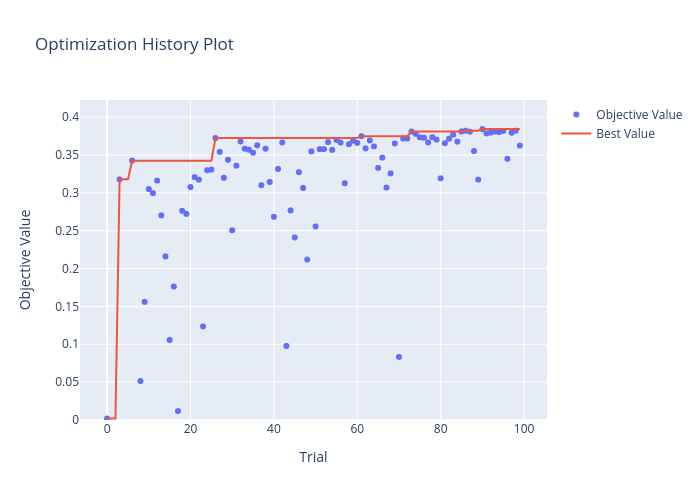 Optimization History Plot
Objective Value
Best Value
0.4
0.35
0.3
0.25
0.2
0.15
0.1
0.05
0
Objective Value
0 20 40 60 80 100
Trial